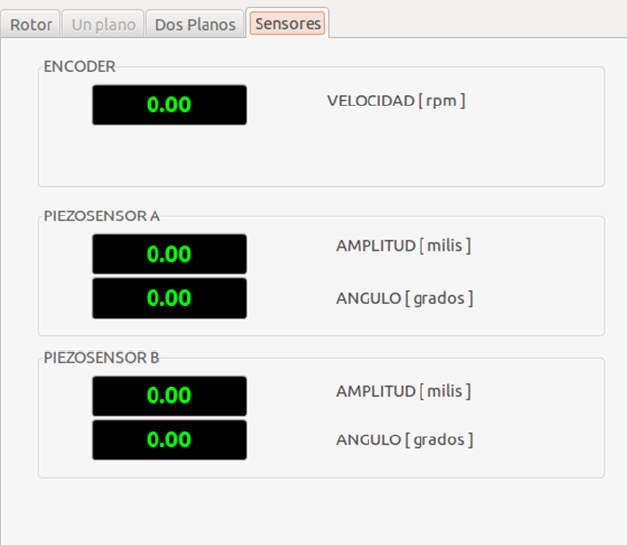 Rotor Un plano Dos Planos Sensores
ENCODER
0.00 VELOCIDAD [ rpm ]
PIEZOSENSOR A
0.00 AMPLITUD [ milis ]
0.00 ANGULO [ grados ]
PIEZOSENSOR B
0.00 AMPLITUD [ milis ]
0.00 ANGULO [ grados ]